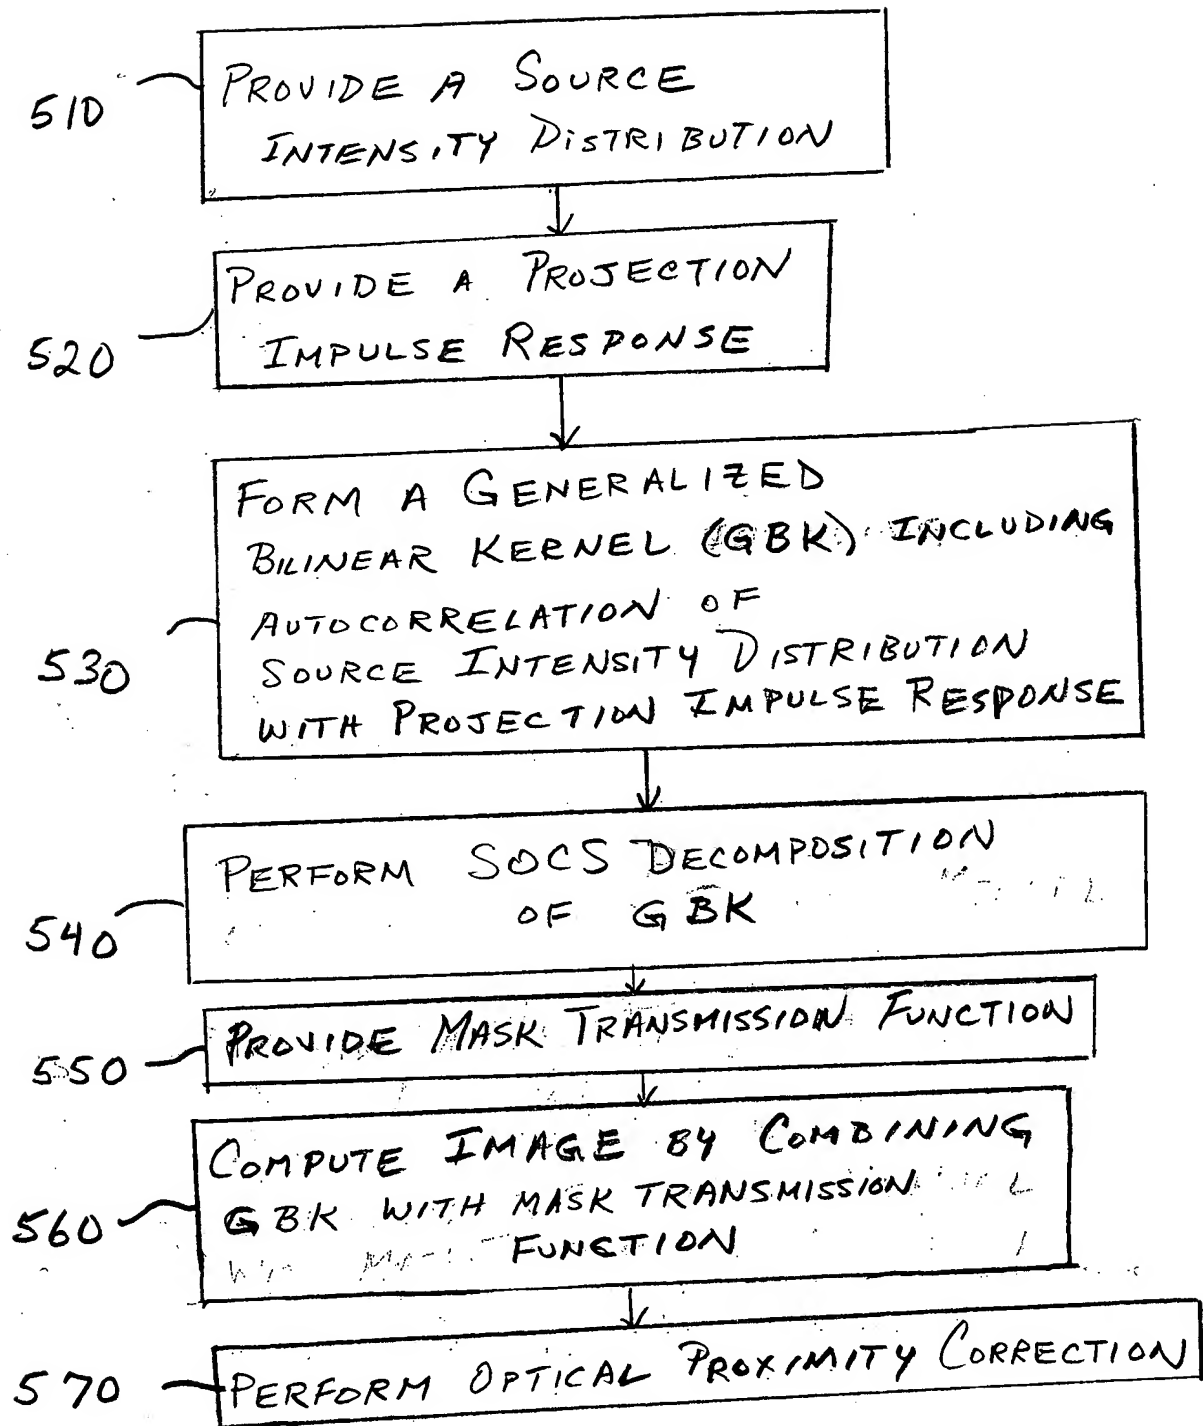 510
PROVIDE A SOURCE
INTENSITY DISTRIBUTION
520
PROVIDE A PROJECTION
IMPULSE RESPONSE
530
FORM A GENERALIZED
BILINEAR KERNEL (GBK) INCLUDING
AUTOCORRELATION OF
SOURCE INTENSITY DISTRIBUTION
WITH PROJECTION IMPULSE RESPONSE
540
PERFORM SOCS DECOMPOSITION
OF GBK
550
PROVIDE MASK TRANSMISSION FUNCTION
560
COMPUTE IMAGE BY COMBINING
GBK WITH MASK TRANSMISSION
FUNCTION
570
PERFORM OPTICAL PROXIMITY CORRECTION